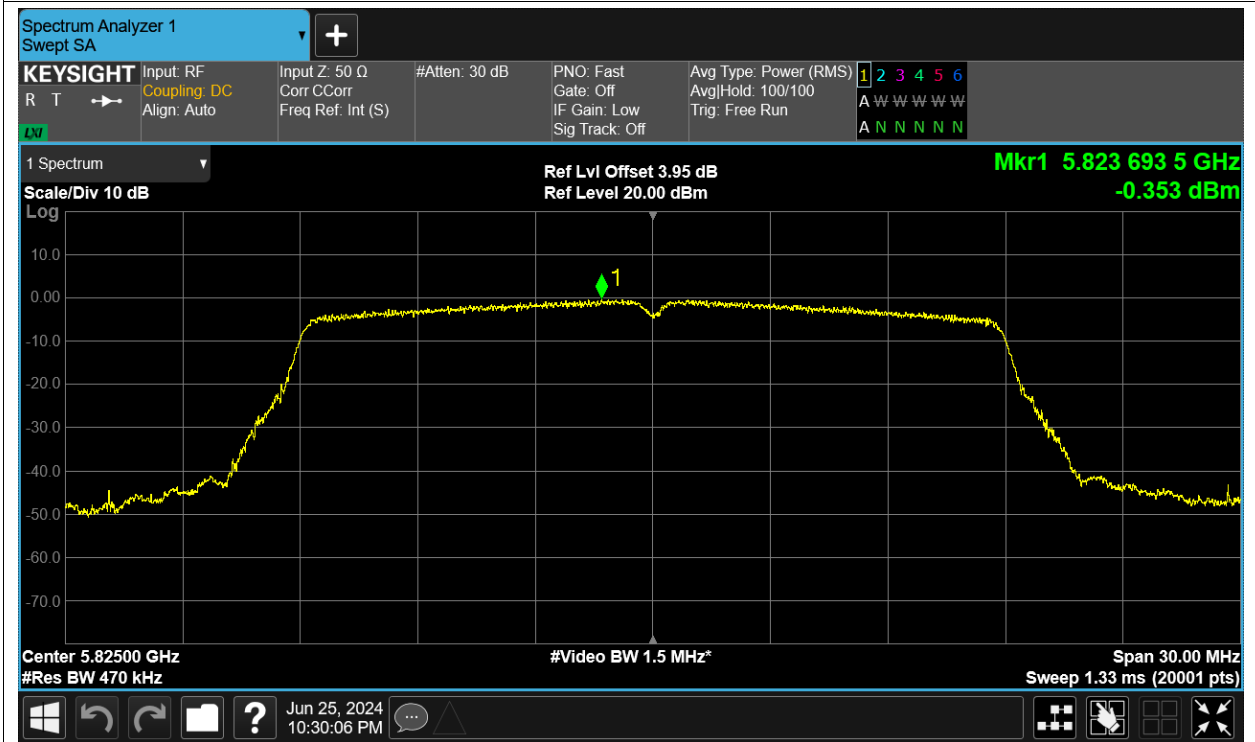 Spectrum Analyzer 1
Swept SA
KEYSIGHT
R T
LXI
Input: RF
Coupling: DC
Align: Auto
Input Z: 50 Ω
Corr CCorr
Freq Ref: Int (S)
#Atten: 30 dB
PNO: Fast
Gate: Off
IF Gain: Low
Sig Track: Off
Avg Type: Power (RMS)
Avg|Hold: 100/100
Trig: Free Run
1 2 3 4 5 6
A W W W W W
A N N N N N
1 Spectrum
Scale/Div 10 dB
Log
Ref Lvl Offset 3.95 dB
Ref Level 20.00 dBm
Mkr1 5.823 693 5 GHz
-0.353 dBm
10.0
0.00
-10.0
-20.0
-30.0
-40.0
-50.0
-60.0
-70.0
1
Center 5.82500 GHz
#Res BW 470 kHz
#Video BW 1.5 MHz*
Span 30.00 MHz
Sweep 1.33 ms (20001 pts)
?
Jun 25, 2024
10:30:06 PM